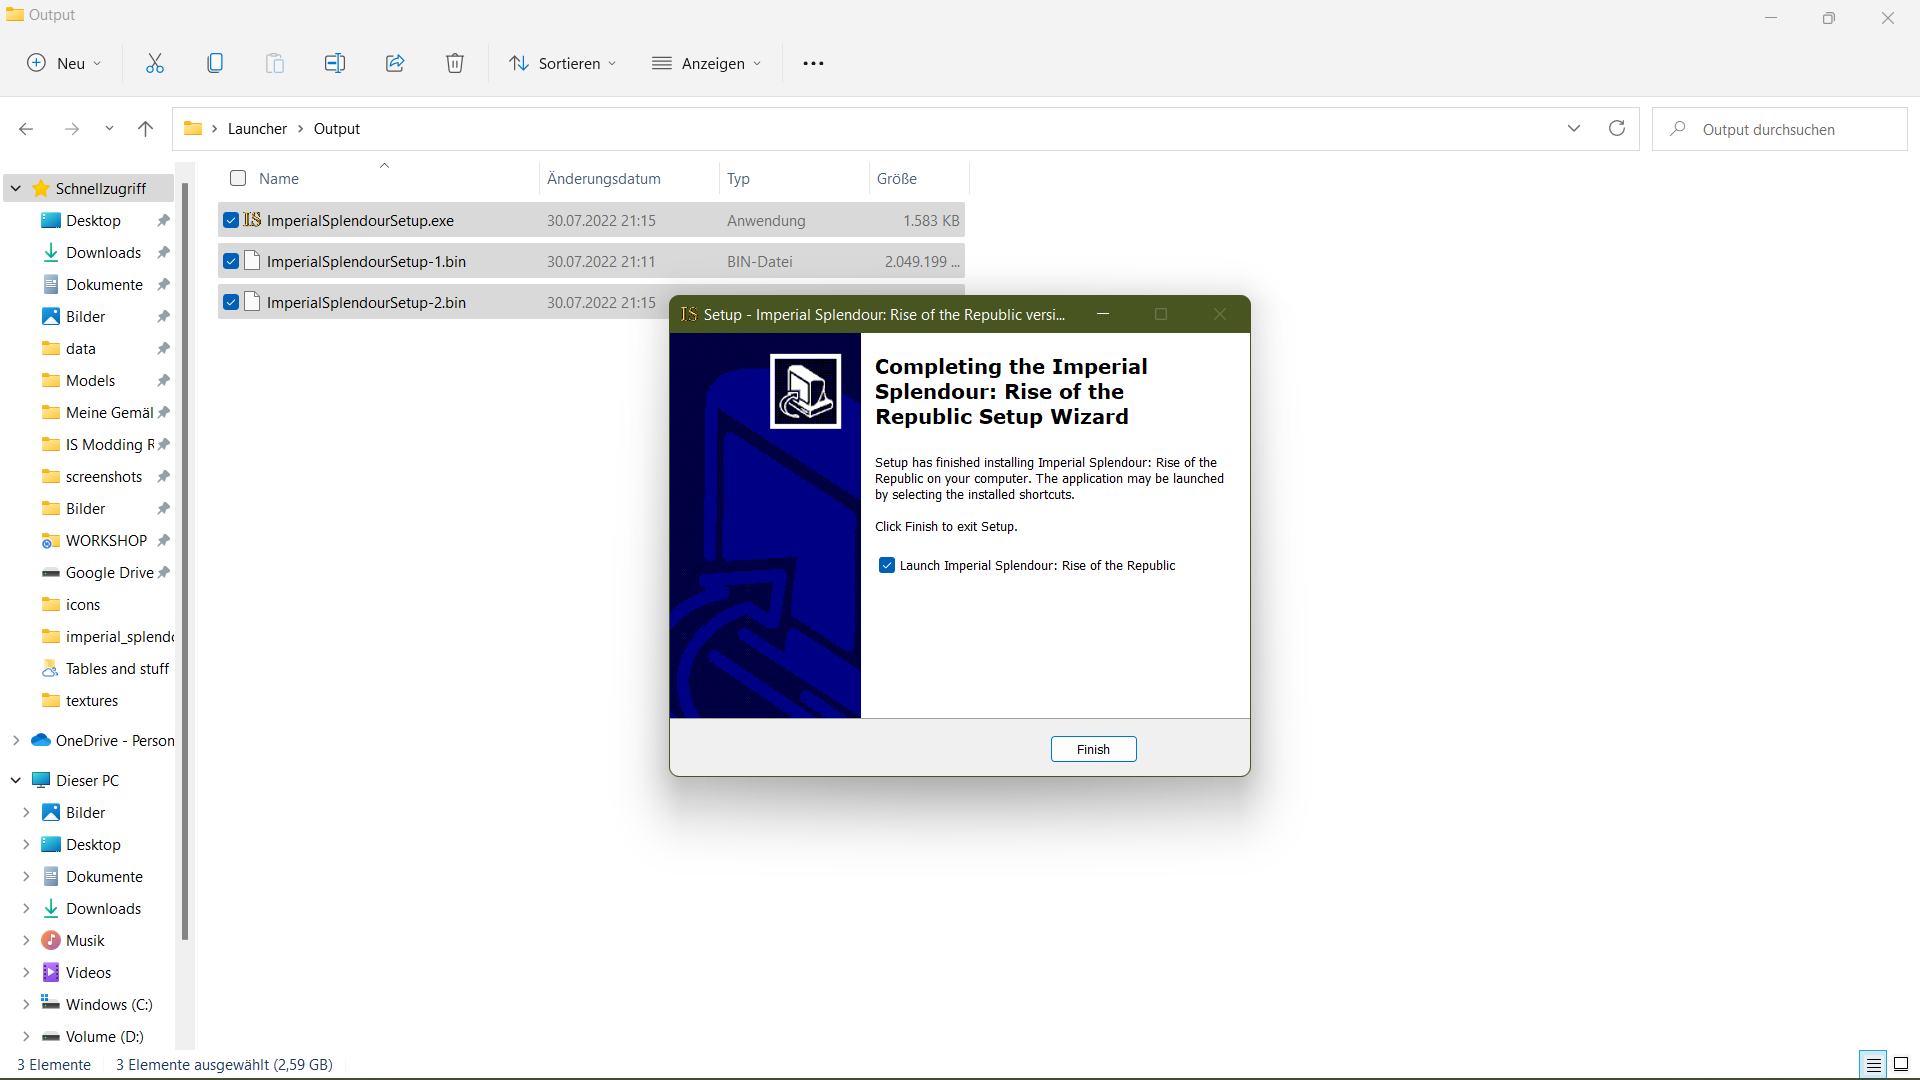 Output
Neu
Sortieren
Anzeigen
Launcher
Output
Output durchsuchen
Name
Änderungsdatum
Typ
Größe
ImperialSplendourSetup.exe 30.07.2022 21:15 Anwendung 1.583 KB
ImperialSplendourSetup-1.bin 30.07.2022 21:11 BIN-Datei 2.049.199 ...
ImperialSplendourSetup-2.bin 30.07.2022 21:15
Schnellzugriff
Desktop
Downloads
Dokumente
Bilder
data
Models
Meine Gemäl
IS Modding R
screenshots
Bilder
WORKSHOP
Google Drive
icons
imperial_splend
Tables and stuff
textures
OneDrive - Person
Dieser PC
Bilder
Desktop
Dokumente
Downloads
Musik
Videos
Windows (C:)
Volume (D:)
3 Elemente
3 Elemente ausgewählt (2,59 GB)
IS Setup - Imperial Splendour: Rise of the Republic versi...
Completing the Imperial
Splendour: Rise of the
Republic Setup Wizard
Setup has finished installing Imperial Splendour: Rise of the
Republic on your computer. The application may be launched
by selecting the installed shortcuts.
Click Finish to exit Setup.
Launch Imperial Splendour: Rise of the Republic
Finish